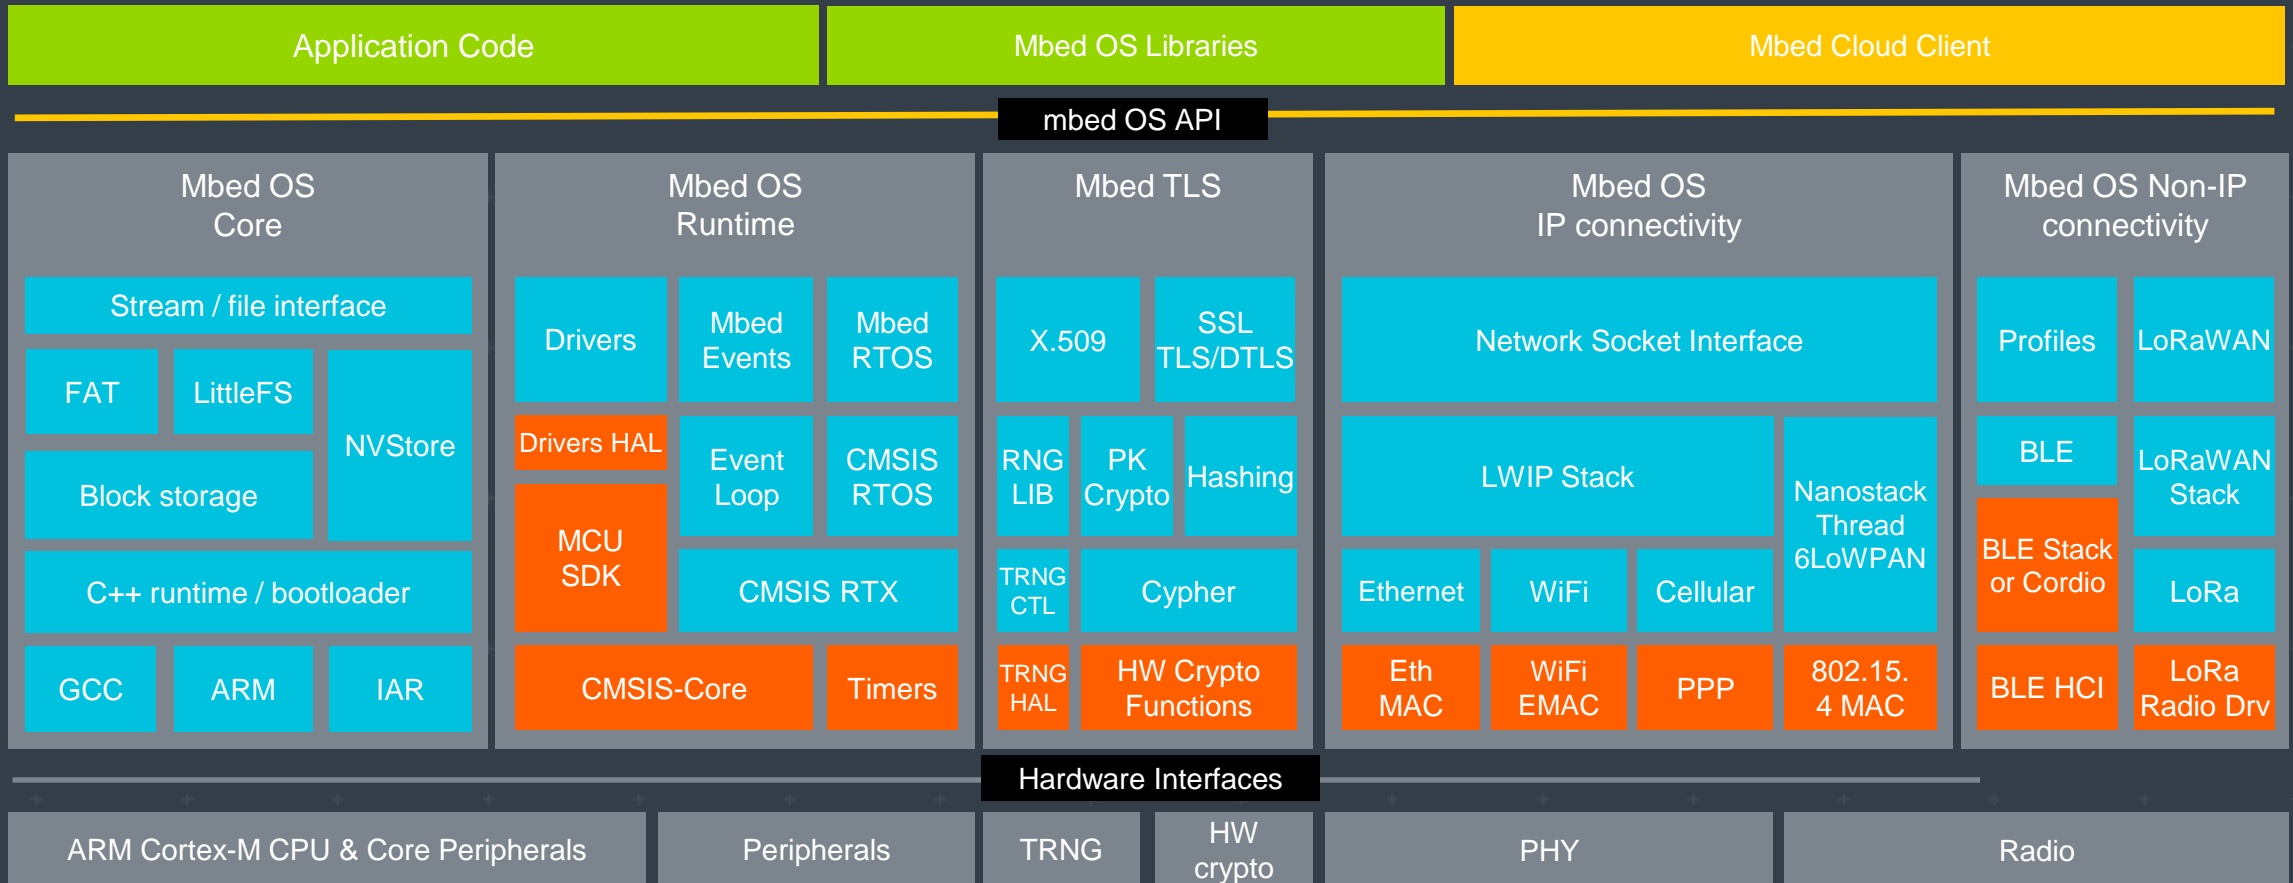 Application Code
Mbed OS Libraries
Mbed Cloud Client
mbed OS API
Mbed OS
Core
Stream / file interface
FAT
LittleFS
NVStore
Block storage
C++ runtime / bootloader
GCC
ARM
IAR
Mbed OS
Runtime
Drivers
Mbed
Events
Mbed
RTOS
Drivers HAL
Event
Loop
CMSIS
RTOS
MCU
SDK
CMSIS RTX
CMSIS-Core
Timers
Mbed TLS
X.509
SSL
TLS/DTLS
RNG
LIB
PK
Crypto
Hashing
TRNG
CTL
Cypher
TRNG
HAL
HW Crypto
Functions
Mbed OS
IP connectivity
Network Socket Interface
LWIP Stack
Nanostack
Thread
6LoWPAN
Ethernet
WiFi
Cellular
Eth
MAC
WiFi
EMAC
PPP
802.15.
4 MAC
Mbed OS Non-IP
connectivity
Profiles
LoRaWAN
BLE
LoRaWAN
Stack
BLE Stack
or Cordio
LoRa
BLE HCI
LoRa
Radio Drv
Hardware Interfaces
ARM Cortex-M CPU & Core Peripherals
Peripherals
TRNG
HW
crypto
PHY
Radio